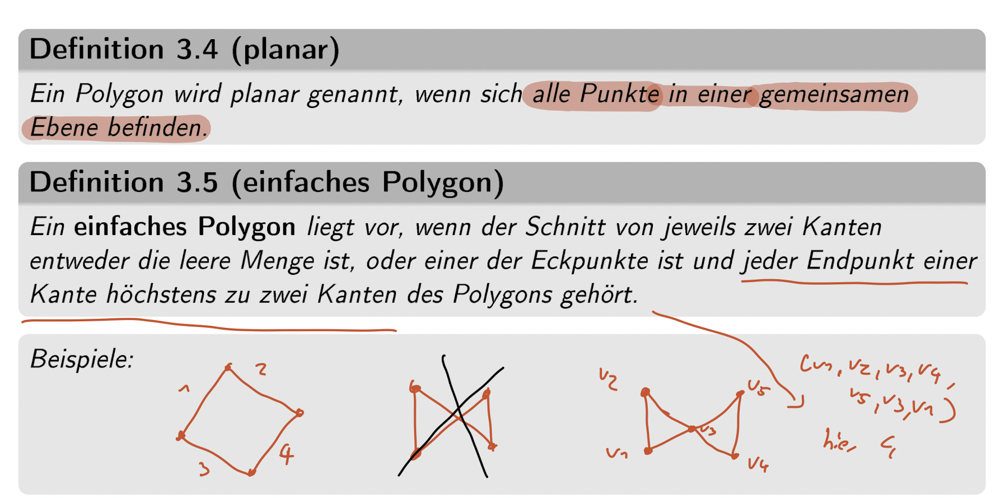 Definition 3.4 (planar)
Ein Polygon wird planar genannt, wenn sich alle Punkte in einer gemeinsamen
Ebene befinden.
Definition 3.5 (einfaches Polygon)
Ein einfaches Polygon liegt vor, wenn der Schnitt von jeweils zwei Kanten
entweder die leere Menge ist, oder einer der Eckpunkte ist und jeder Endpunkt einer
Kante höchstens zu zwei Kanten des Polygons gehört.
Beispiele:
1
2
3
4
v2
v5
v3
v1
v4
(v1, v2, v3, v4,
v5, v3, v1)
hier 4